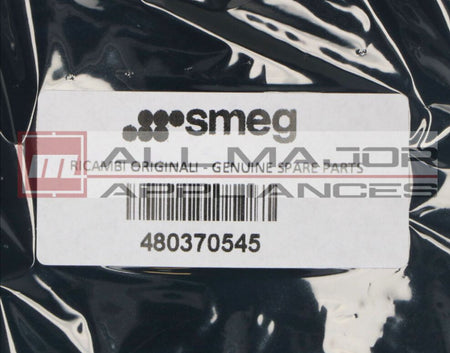 smeg
RICAMBI ORIGINALI - GENUINE SPARE PARTS
ALL MAJOR
APPLIANCES
480370545